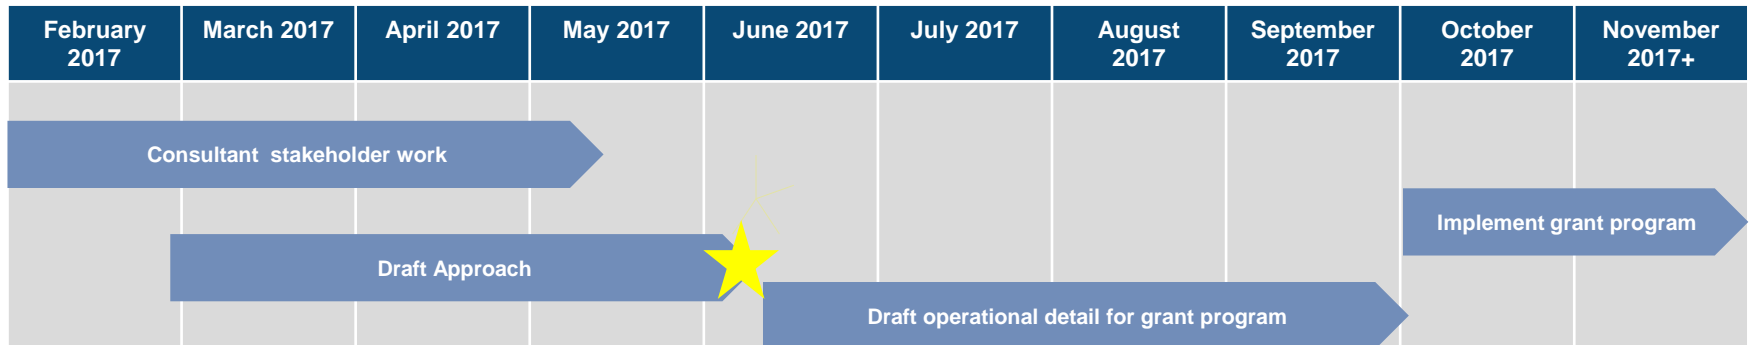 February
2017
March 2017
April 2017
May 2017
June 2017
July 2017
August
2017
September
2017
October
2017
November
2017+
Consultant  stakeholder work
Implement grant program
Draft Approach
Draft operational detail for grant program